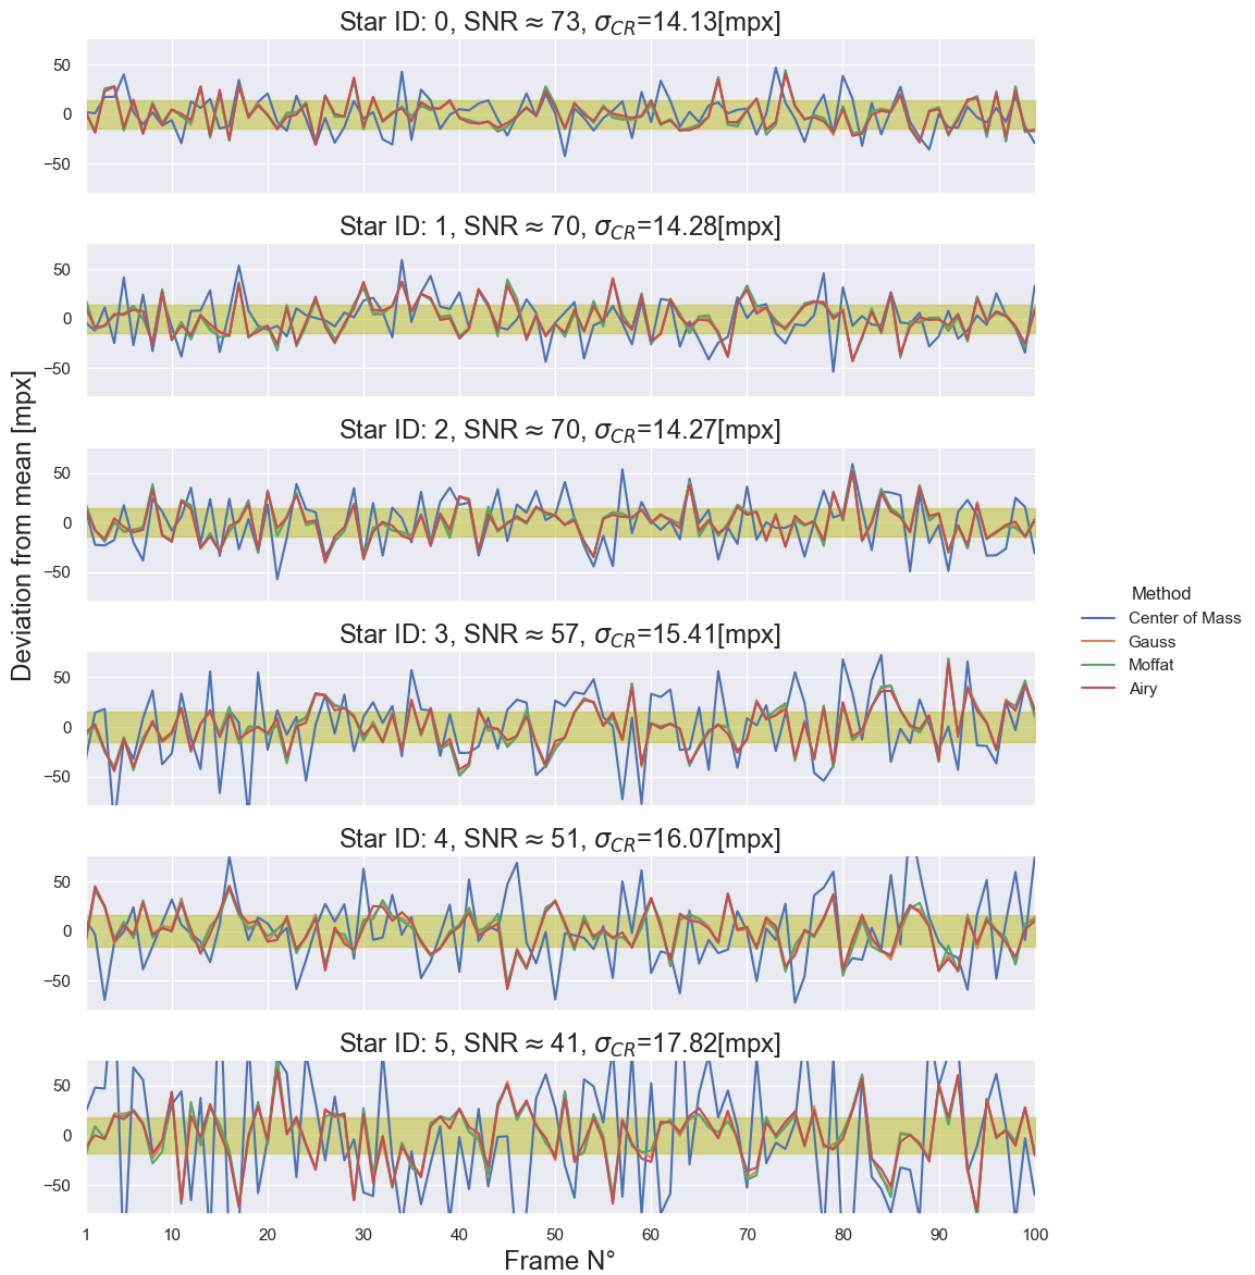 Star ID: 0, SNR ≈ 73, σCR=14.13[mpx]
50
0
−50
Star ID: 1, SNR ≈ 70, σCR=14.28[mpx]
50
0
−50
Star ID: 2, SNR ≈ 70, σCR=14.27[mpx]
50
0
−50
Deviation from mean [mpx]
Star ID: 3, SNR ≈ 57, σCR=15.41[mpx]
50
0
−50
Method
Center of Mass
Gauss
Moffat
Airy
Star ID: 4, SNR ≈ 51, σCR=16.07[mpx]
50
0
−50
Star ID: 5, SNR ≈ 41, σCR=17.82[mpx]
50
0
−50
1 10 20 30 40 50 60 70 80 90 100
Frame N°